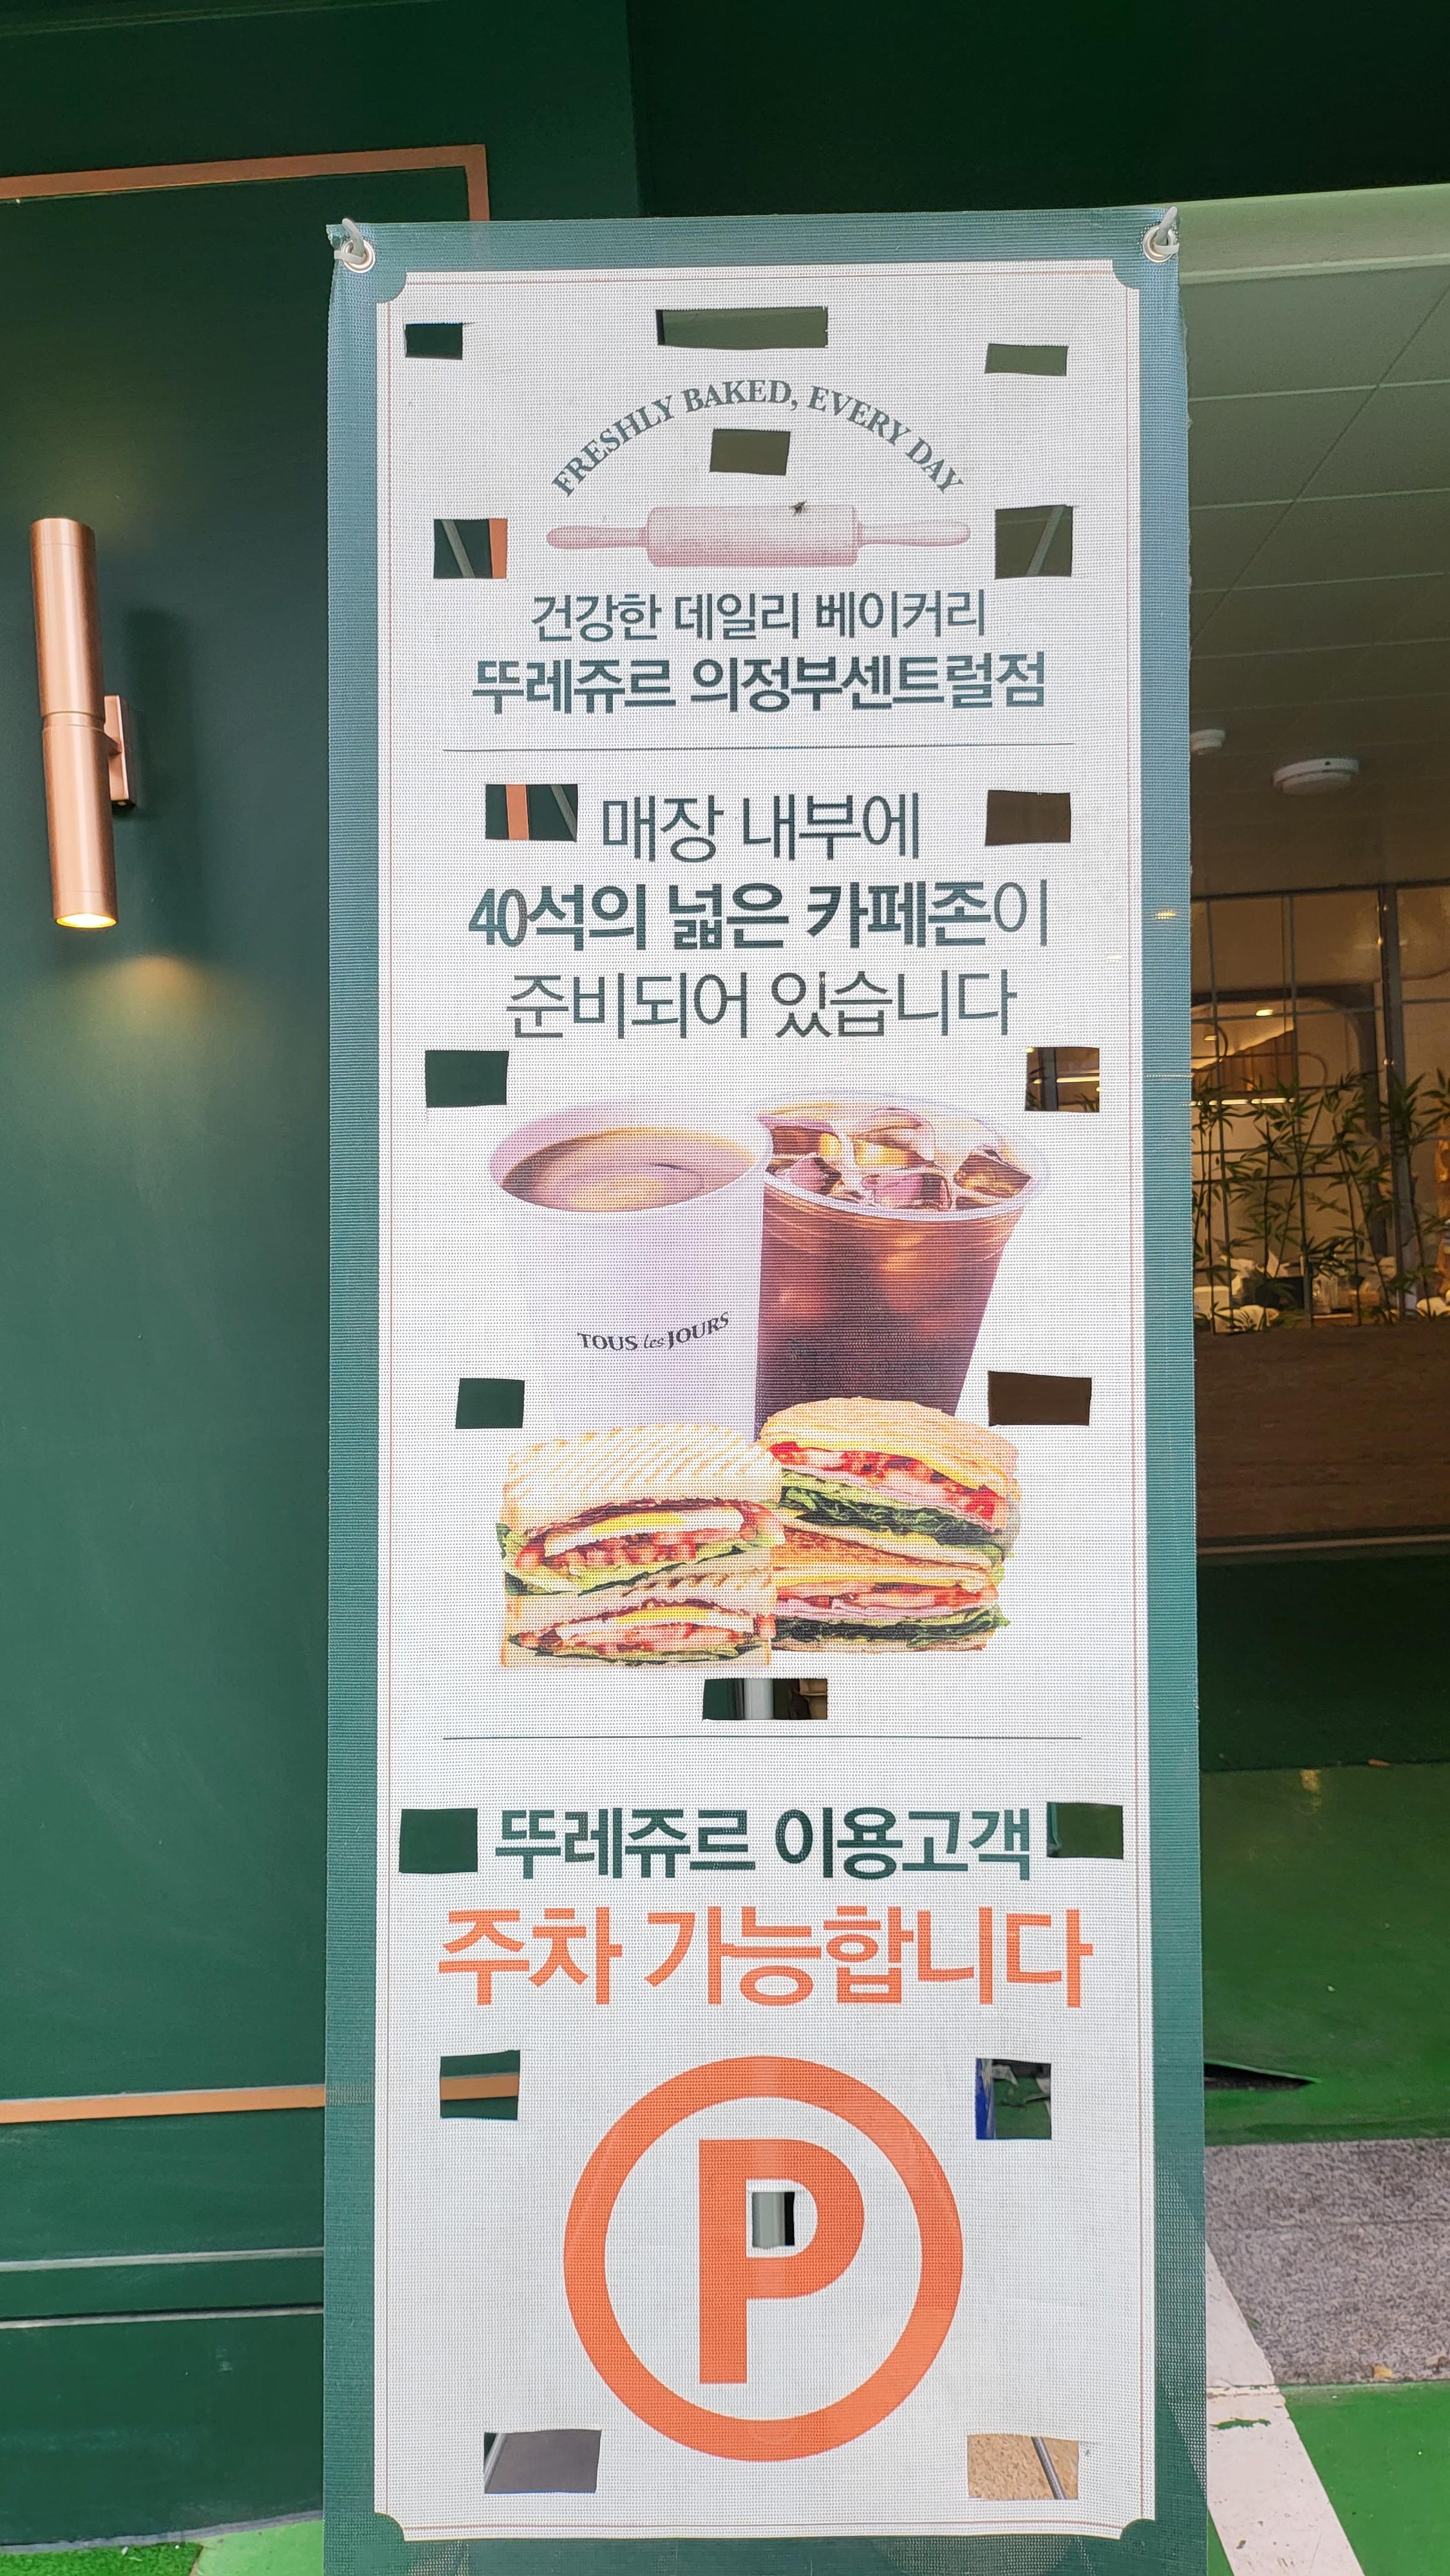 FRESHLY BAKED, EVERY DAY
건강한 데일리 베이커리
뚜레쥬르 의정부센트럴점
매장 내부에
40석의 넓은 카페존이
준비되어 있습니다
TOUS les JOURS
뚜레쥬르 이용고객
주차 가능합니다
P